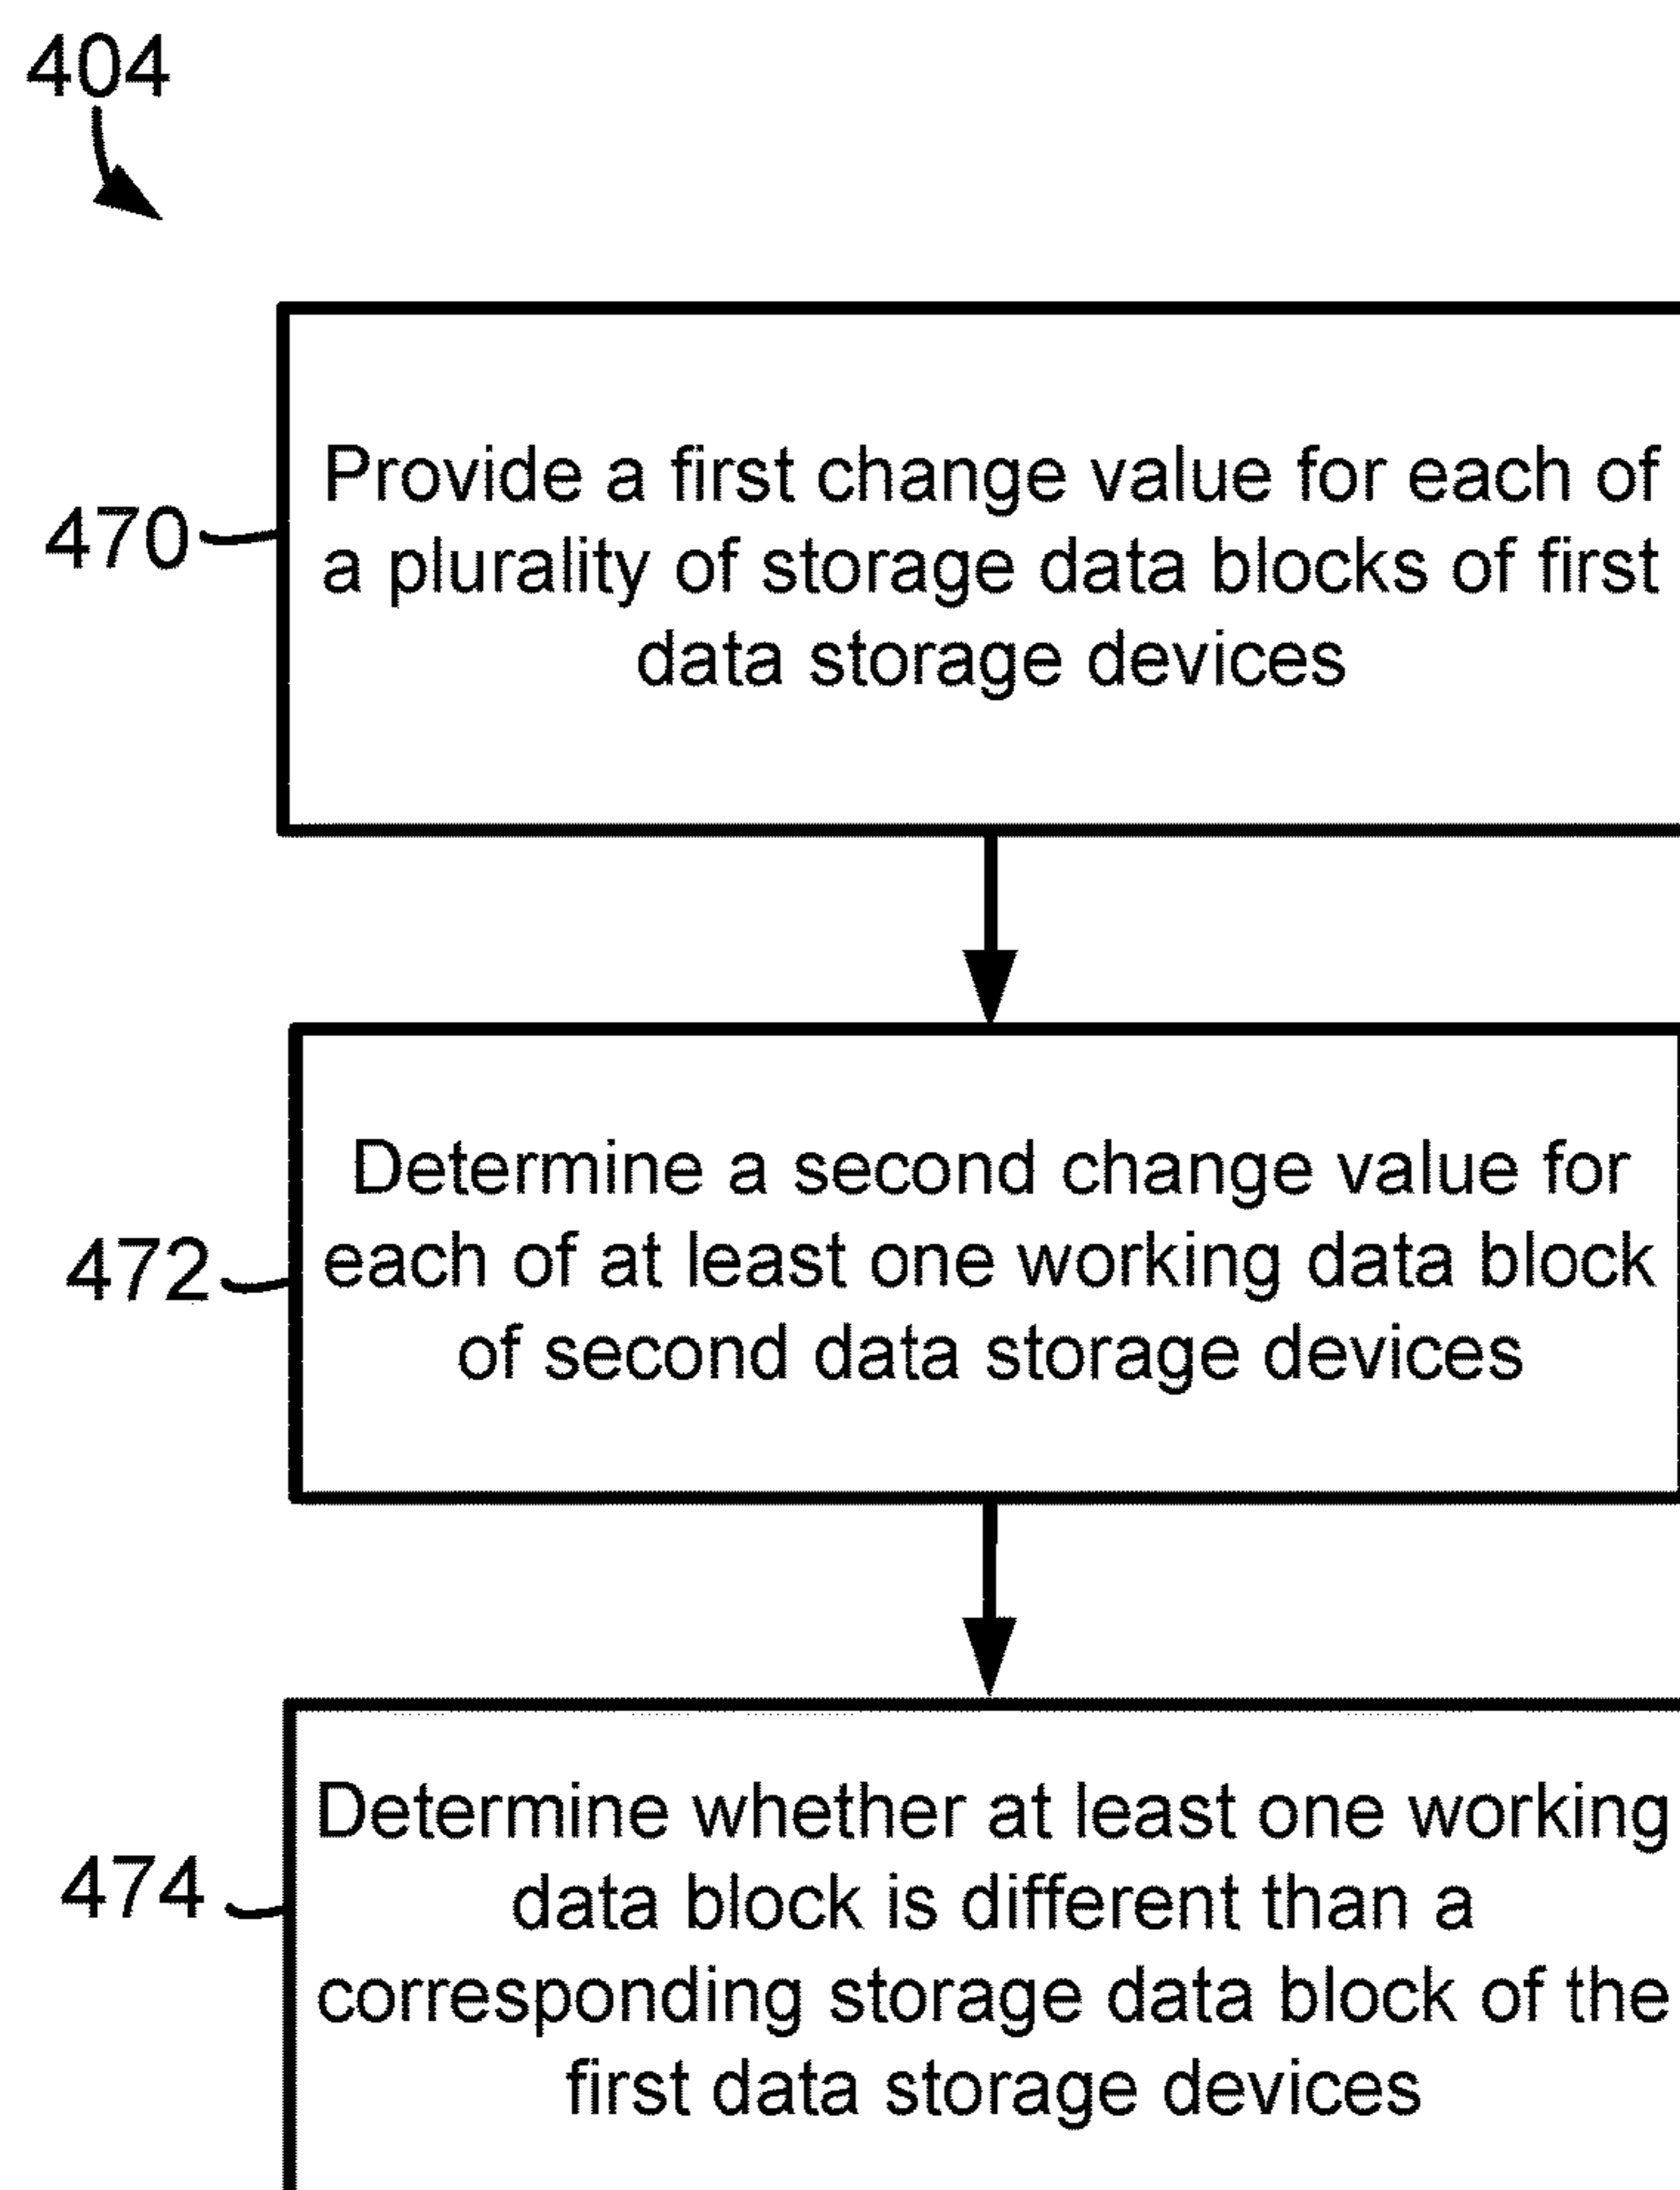 404
470
Provide a first change value for each of
a plurality of storage data blocks of first
data storage devices
472
Determine a second change value for
each of at least one working data block
of second data storage devices
474
Determine whether at least one working
data block is different than a
corresponding storage data block of the
first data storage devices